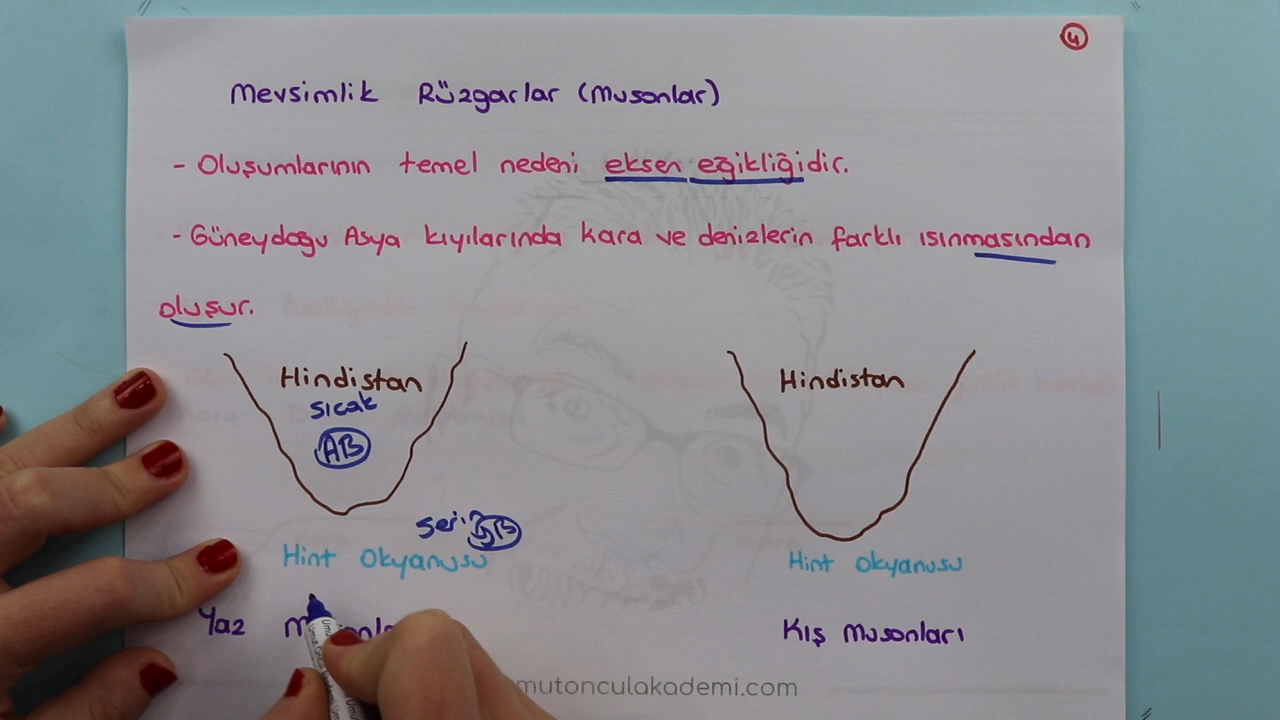 4
Mevsimlik Rüzgarlar (Musonlar)
- Oluşumlarının temel nedeni eksen eğikliğidir.
- Güneydoğu Asya kıyılarında kara ve denizlerin farklı ısınmasından
oluşur.
Hindistan
sıcak
AB
Hint Okyanusu
Yaz
Hindistan
Hint Okyanusu
Kış Musonları
mutonculakademi.com